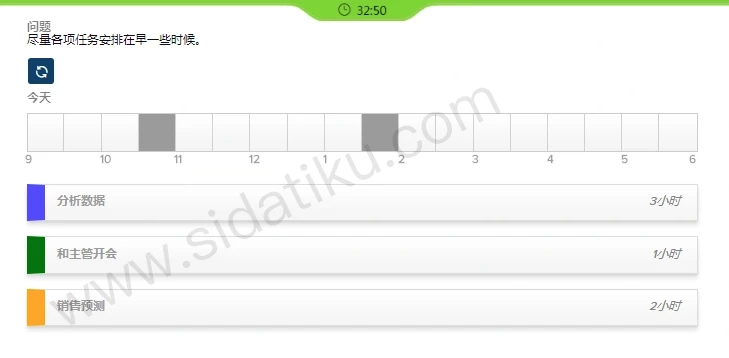 32:50
问题
尽量各项任务安排在早一些时候。
今天
9 10 11 12 1 2 3 4 5 6
分析数据 3小时
和主管开会 1小时
销售预测 2小时
www.sidatiku.com